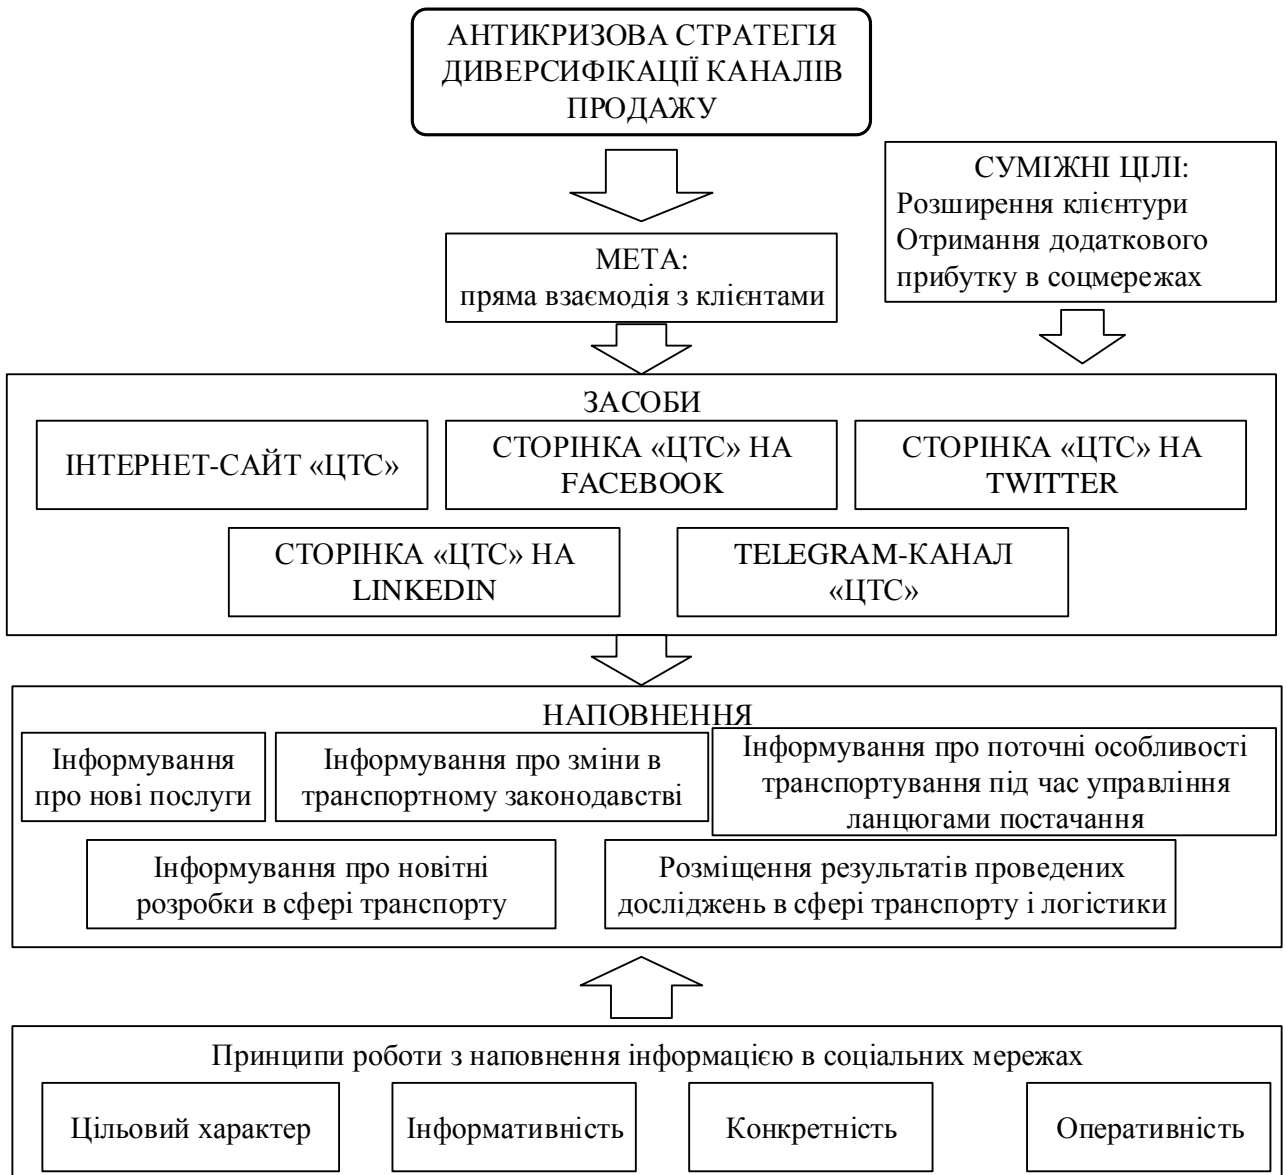 АНТИКРИЗОВА СТРАТЕГІЯ
ДИВЕРСИФІКАЦІЇ КАНАЛІВ
ПРОДАЖУ
СУМІЖНІ ЦІЛІ:
Розширення клієнтури
Отримання додаткового
прибутку в соцмережах
МЕТА:
пряма взаємодія з клієнтами
ЗАСОБИ
ІНТЕРНЕТ-САЙТ «ЦТС»
СТОРІНКА «ЦТС» НА
FACEBOOK
СТОРІНКА «ЦТС» НА
TWITTER
СТОРІНКА «ЦТС» НА
LINKEDIN
TELEGRAM-КАНАЛ
«ЦТС»
НАПОВНЕННЯ
Інформування
про нові послуги
Інформування про зміни в
транспортному законодавстві
Інформування про поточні особливості
транспортування під час управління
ланцюгами постачання
Інформування про новітні
розробки в сфері транспорту
Розміщення результатів проведених
досліджень в сфері транспорту і логістики
Принципи роботи з наповнення інформацією в соціальних мережах
Цільовий характер
Інформативність
Конкретність
Оперативність